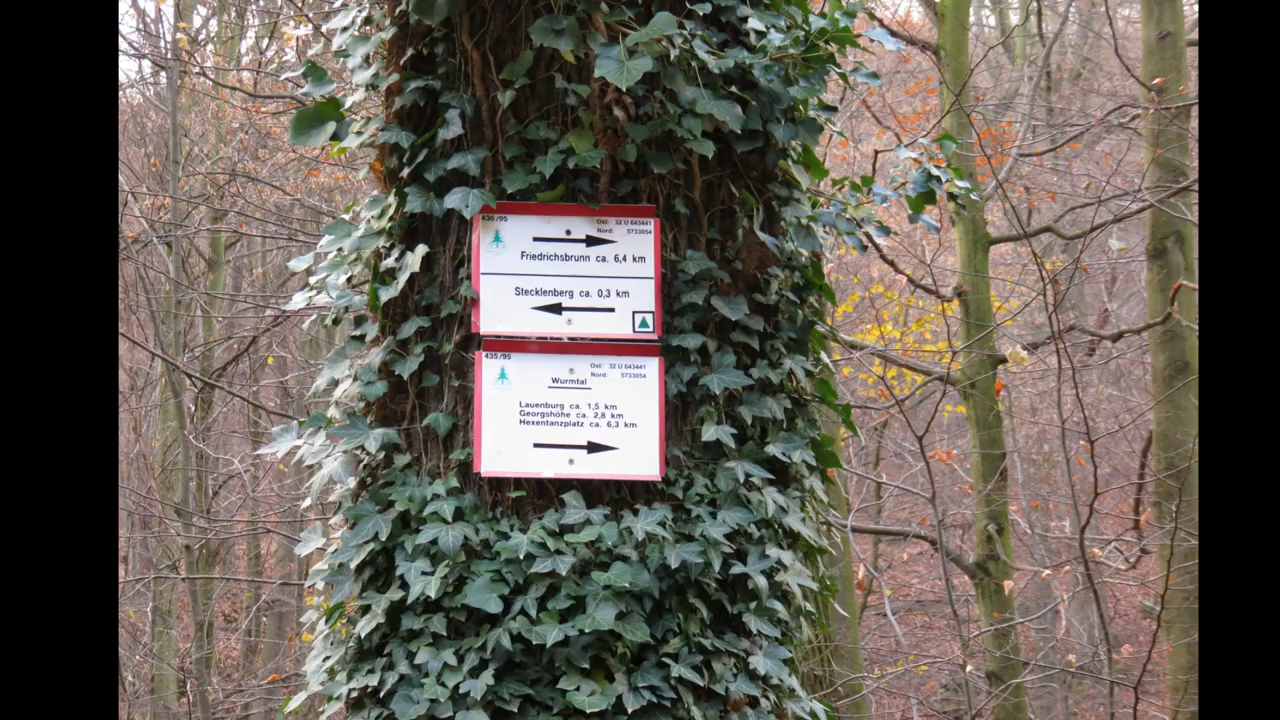 436/95
Ost: 32 U 643441
Nord: 5733054
Friedrichsbrunn ca. 6,4 km
Stecklenberg ca. 0,3 km
435/95
Ost: 32 U 643441
Nord: 5733054
Wurmtal
Lauenburg ca. 1,5 km
Georgshöhe ca. 2,8 km
Hexentanzplatz ca. 6,3 km